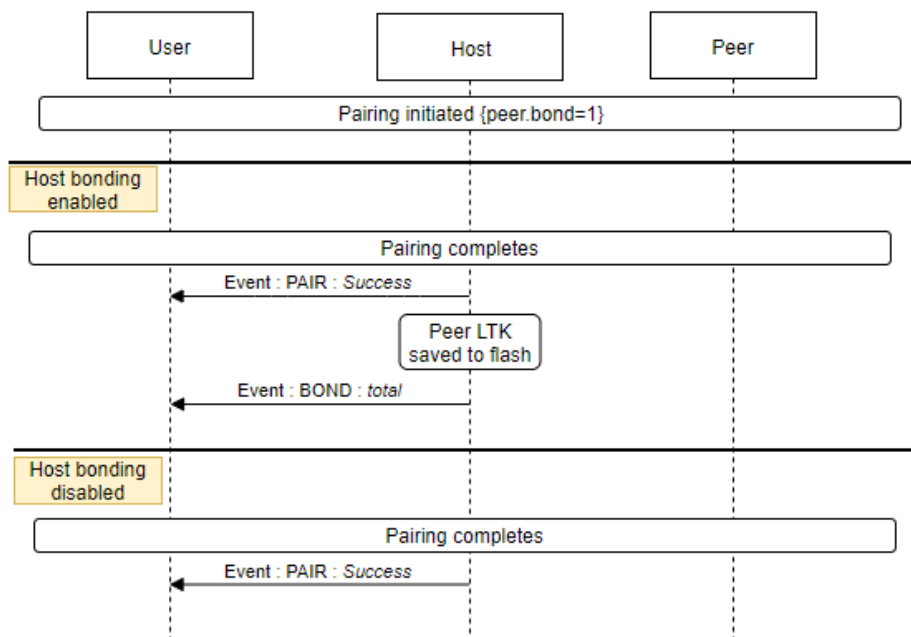 User
Host
Peer
Pairing initiated {peer.bond=1}
Host bonding
enabled
Pairing completes
Event : PAIR : Success
Peer LTK
saved to flash
Event : BOND : total
Host bonding
disabled
Pairing completes
Event : PAIR : Success